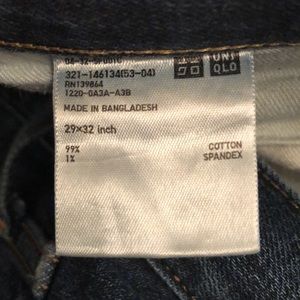 321-146134(53-04)
RN139864
1220-0A3A-A3B
MADE IN BANGLADESH
29×32 inch
99% COTTON
1% SPANDEX
UNI
QLO